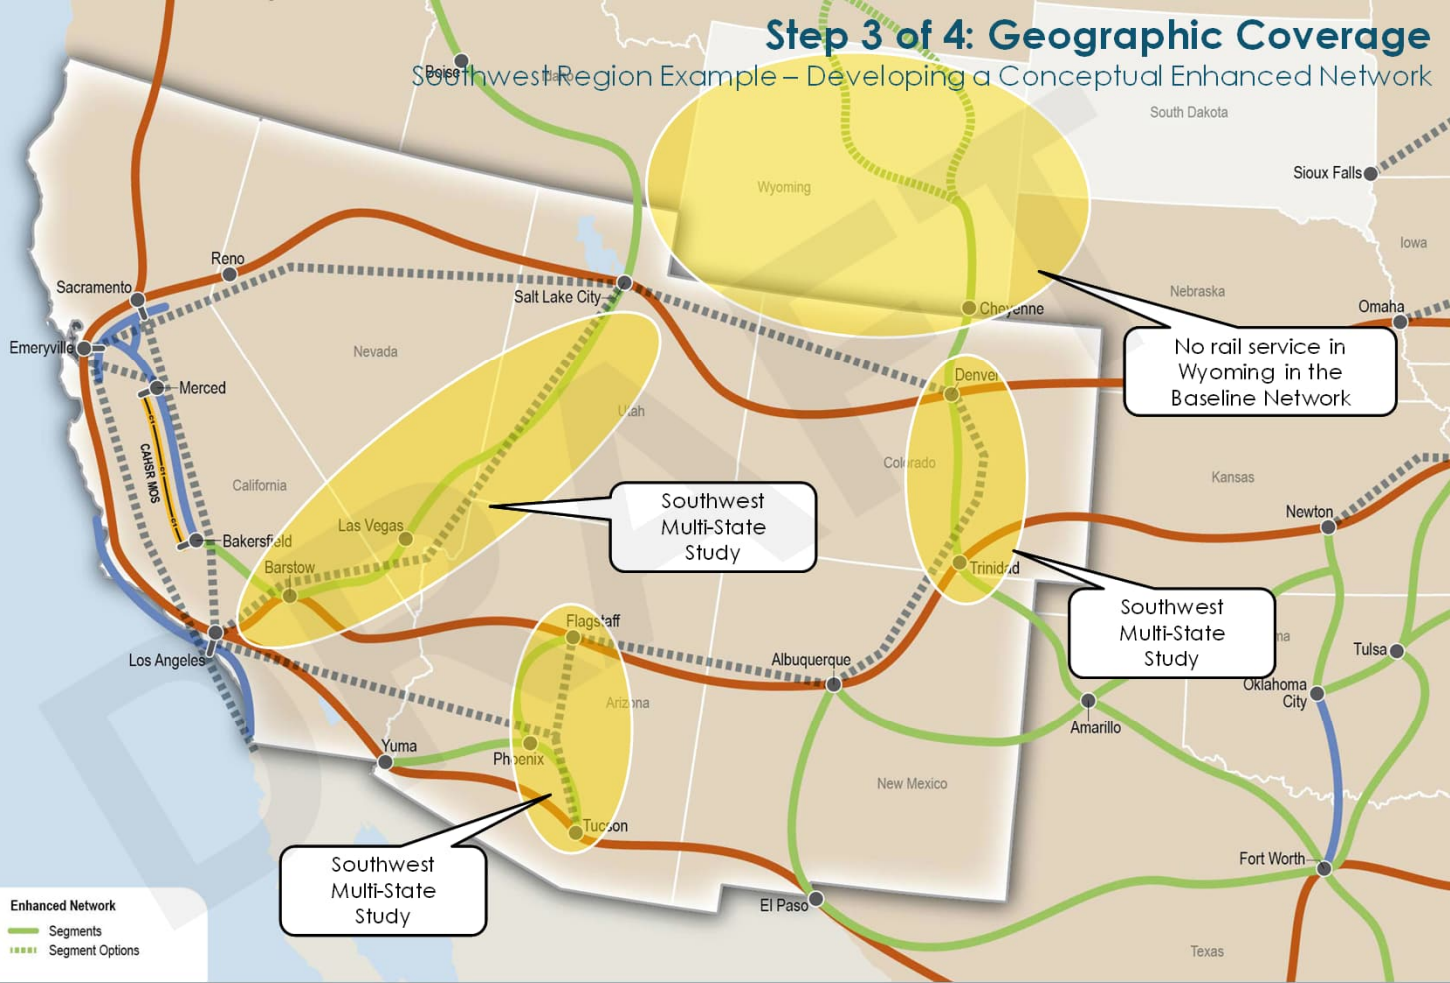 Step 3 of 4: Geographic Coverage
Southwest Region Example – Developing a Conceptual Enhanced Network
Boise
Idaho
South Dakota
Sioux Falls
Wyoming
Iowa
Reno
Sacramento
Salt Lake City
Nebraska
Cheyenne
Omaha
Emeryville
Nevada
No rail service in
Wyoming in the
Baseline Network
Denver
Merced
Utah
CAHSR MOS
Colorado
Kansas
California
Southwest
Multi-State
Study
Newton
Las Vegas
Bakersfield
Barstow
Trinidad
Southwest
Multi-State
Study
Flagstaff
Los Angeles
Albuquerque
Tulsa
Oklahoma
City
Arizona
Amarillo
Yuma
Phoenix
New Mexico
Tucson
Southwest
Multi-State
Study
Fort Worth
El Paso
Texas
Enhanced Network
Segments
Segment Options
DRAFT